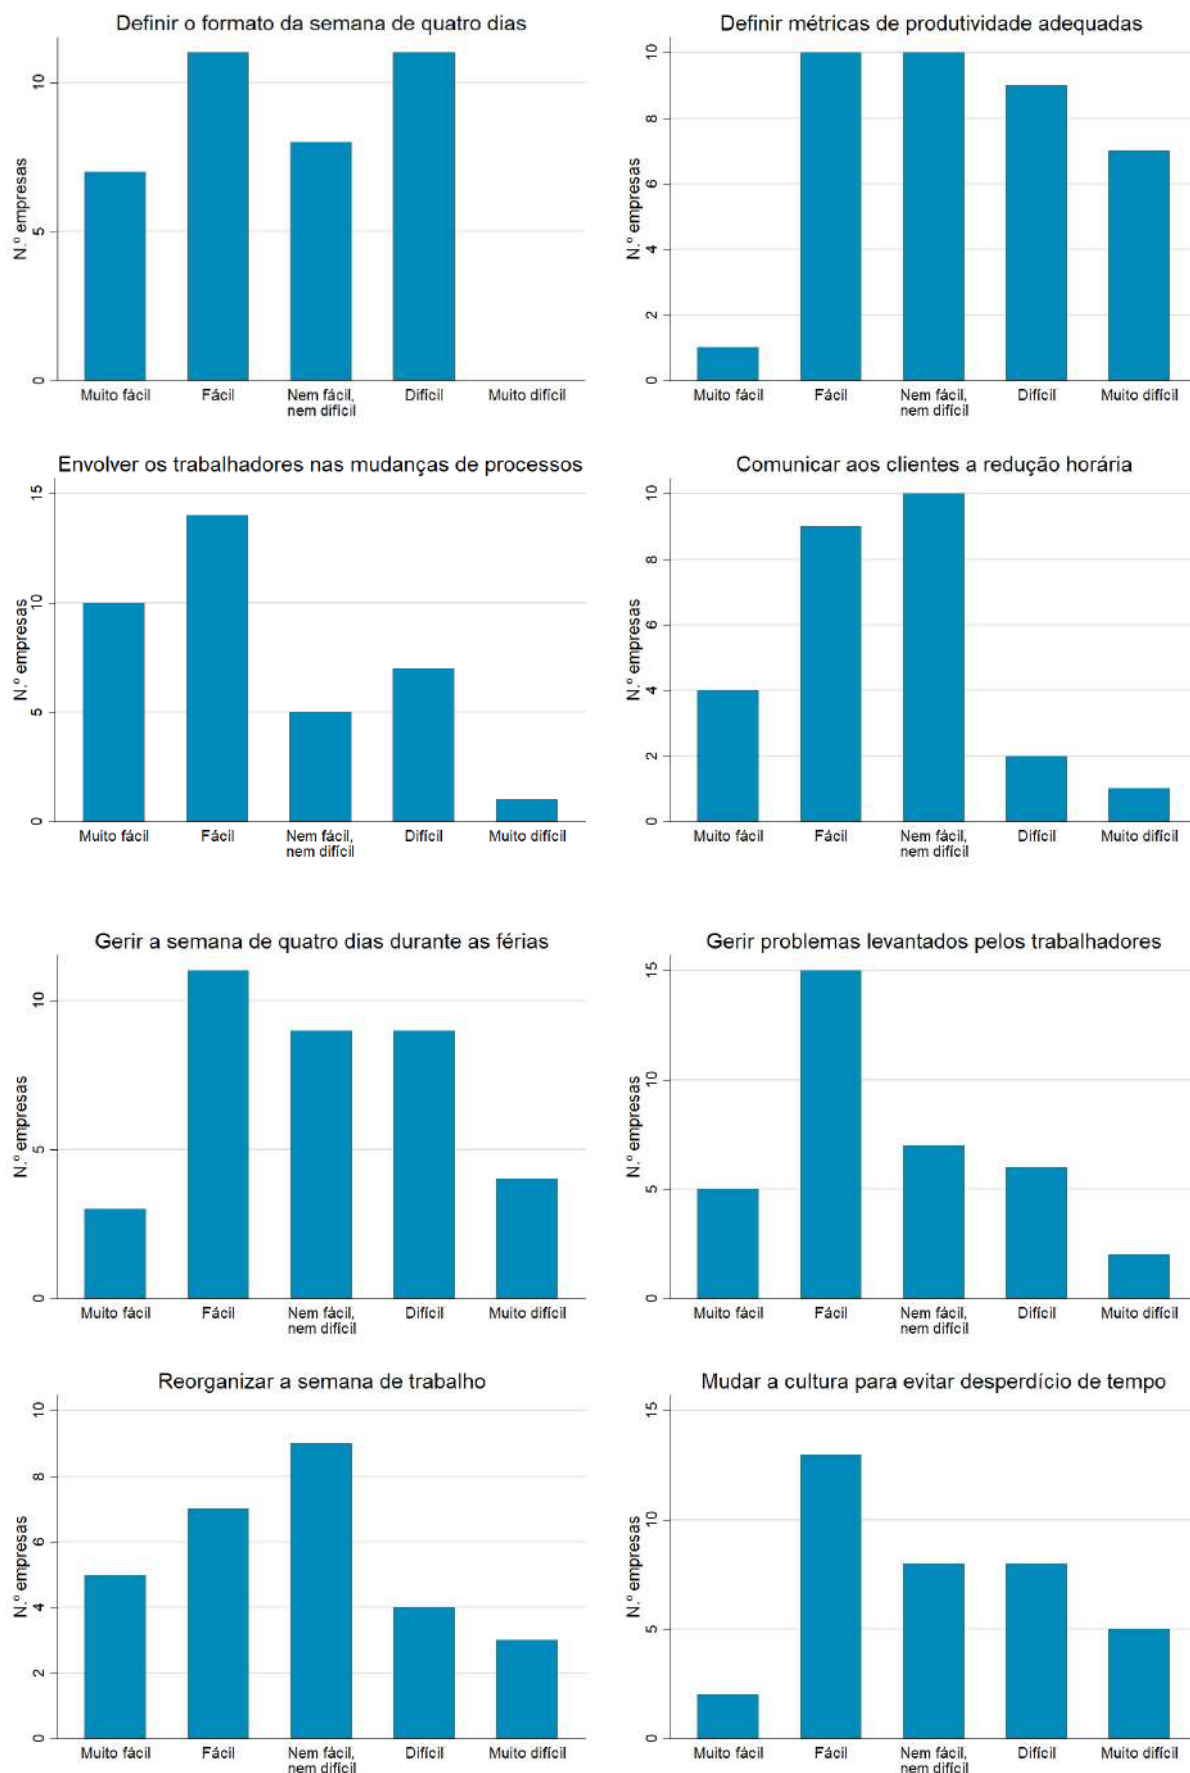 Definir o formato da semana de quatro dias
N.º empresas
10
5
0
Muito fácil Fácil Nem fácil, Difícil Muito difícil
nem difícil
Definir métricas de produtividade adequadas
N.º empresas
10
8
6
4
2
0
Muito fácil Fácil Nem fácil, Difícil Muito difícil
nem difícil
Envolver os trabalhadores nas mudanças de processos
N.º empresas
15
10
5
0
Muito fácil Fácil Nem fácil, Difícil Muito difícil
nem difícil
Comunicar aos clientes a redução horária
N.º empresas
10
8
6
4
2
0
Muito fácil Fácil Nem fácil, Difícil Muito difícil
nem difícil
Gerir a semana de quatro dias durante as férias
N.º empresas
10
5
0
Muito fácil Fácil Nem fácil, Difícil Muito difícil
nem difícil
Gerir problemas levantados pelos trabalhadores
N.º empresas
15
10
5
0
Muito fácil Fácil Nem fácil, Difícil Muito difícil
nem difícil
Reorganizar a semana de trabalho
N.º empresas
10
8
6
4
2
0
Muito fácil Fácil Nem fácil, Difícil Muito difícil
nem difícil
Mudar a cultura para evitar desperdício de tempo
N.º empresas
15
10
5
0
Muito fácil Fácil Nem fácil, Difícil Muito difícil
nem difícil